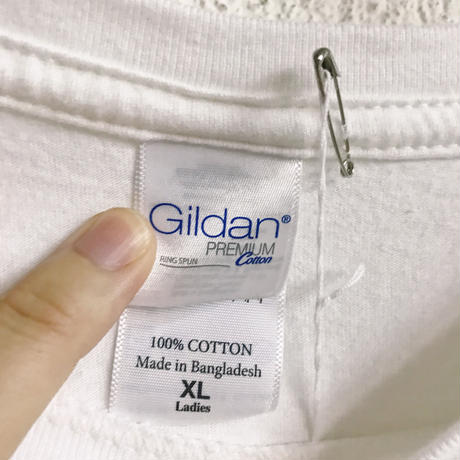 Gildan®
PREMIUM
RING SPUN Cotton
100% COTTON
Made in Bangladesh
XL
Ladies